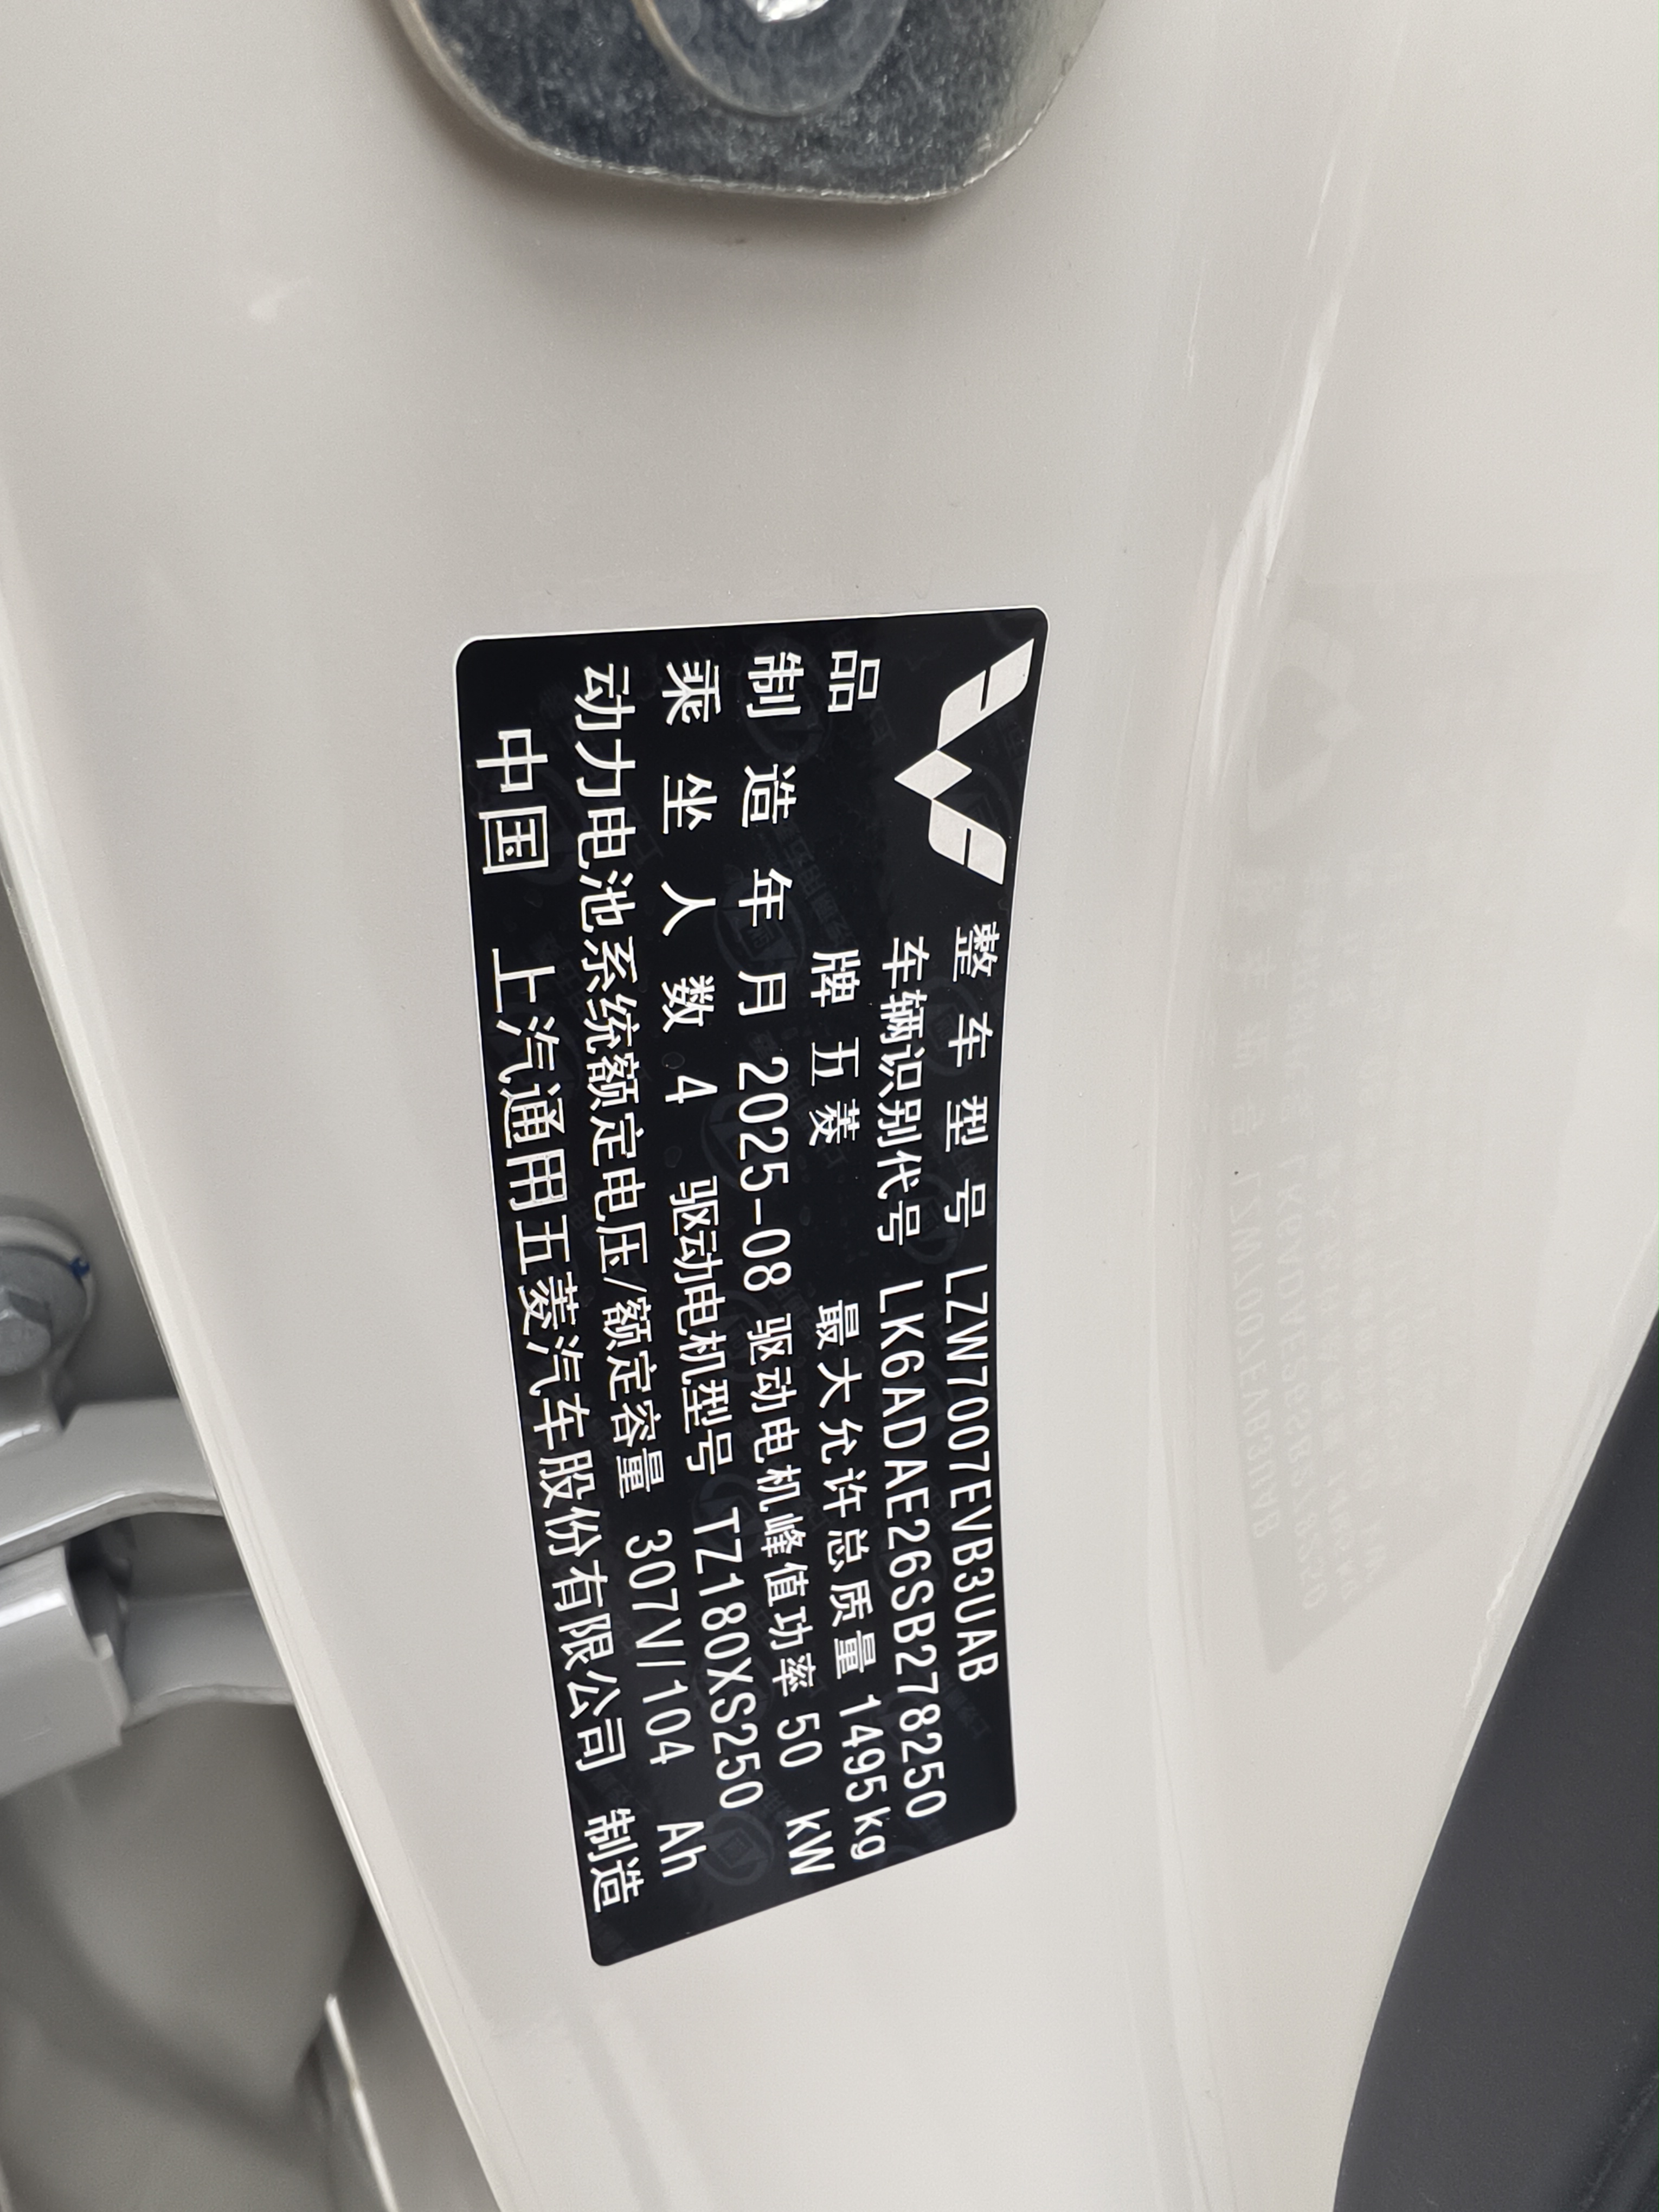 整车型号 LZW7007EVB3UAB
车辆识别代号 LK6ADAE26SB278250
品牌 五菱 最大允许总质量 1495kg
制造年月 2025-08 驱动电机峰值功率 50 kW
乘坐人数 4 驱动电机型号 TZ180XS250
动力电池系统额定电压/额定容量 307V/104 Ah
中国 上汽通用五菱汽车股份有限公司 制造